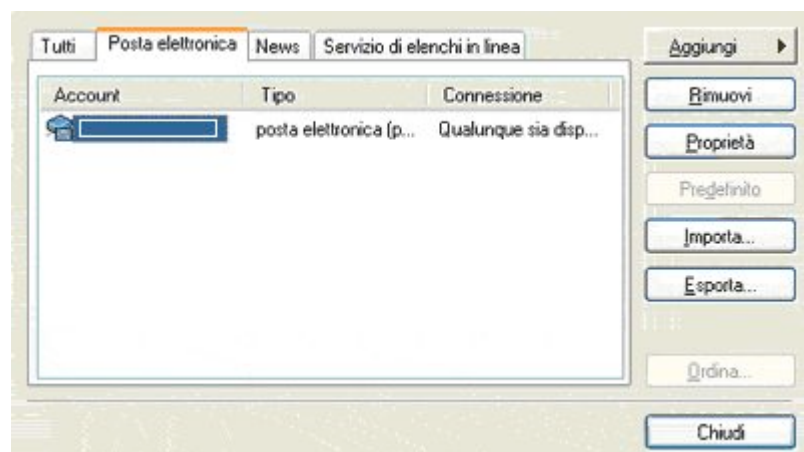 Tutti Posta elettronica News Servizio di elenchi in linea Aggiungi
Account Tipo Connessione Rimuovi
posta elettronica (p... Qualunque sia disp...
Proprietà
Predefinito
Importa...
Esporta...
Ordina...
Chiudi